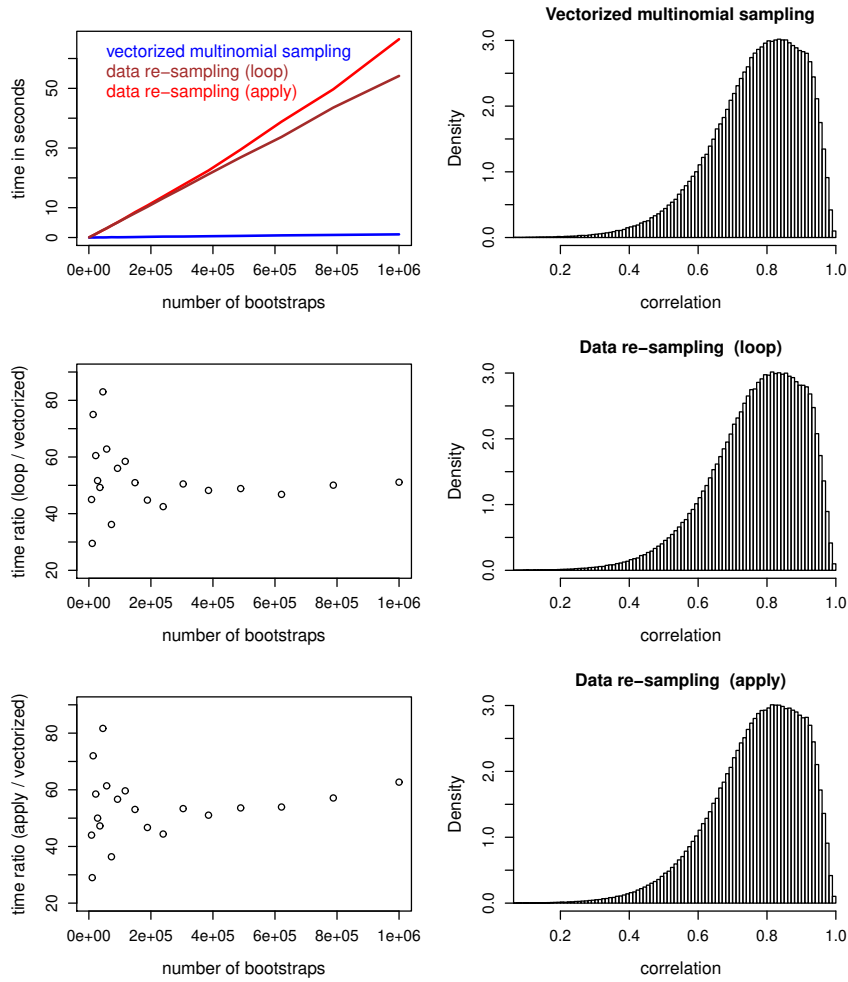 vectorized multinomial sampling
data re−sampling (loop)
data re−sampling (apply)
time in seconds
0 10 30 50
0e+00 2e+05 4e+05 6e+05 8e+05 1e+06
number of bootstraps
Vectorized multinomial sampling
Density
0.0 1.0 2.0 3.0
0.2 0.4 0.6 0.8 1.0
correlation
time ratio (loop / vectorized)
20 40 60 80
0e+00 2e+05 4e+05 6e+05 8e+05 1e+06
number of bootstraps
Data re−sampling (loop)
Density
0.0 1.0 2.0 3.0
0.2 0.4 0.6 0.8 1.0
correlation
time ratio (apply / vectorized)
20 40 60 80
0e+00 2e+05 4e+05 6e+05 8e+05 1e+06
number of bootstraps
Data re−sampling (apply)
Density
0.0 1.0 2.0 3.0
0.2 0.4 0.6 0.8 1.0
correlation